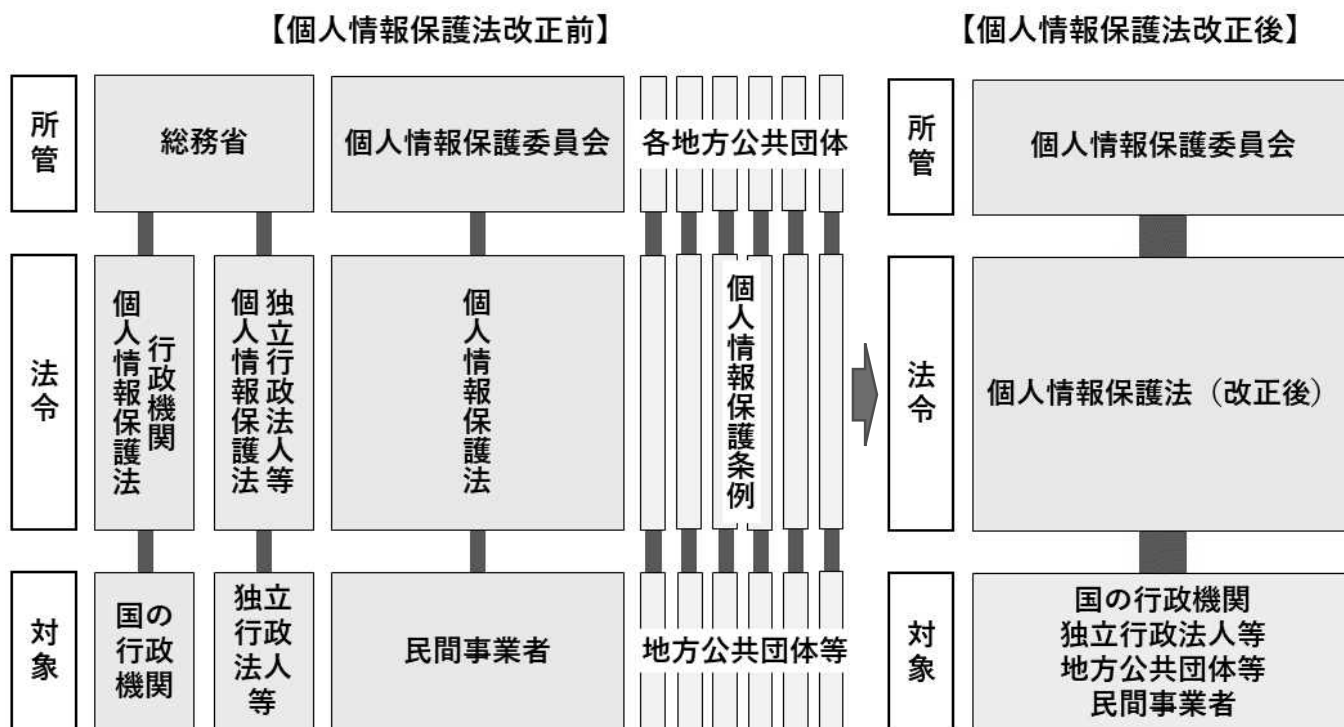 【個人情報保護法改正前】
【個人情報保護法改正後】
所管
総務省
個人情報保護委員会
各地方公共団体
所管
個人情報保護委員会
法令
行政機関
個人情報保護法
独立行政法人等
個人情報保護法
個人情報保護法
個人情報保護条例
法令
個人情報保護法（改正後）
対象
国の
行政
機関
独立
行政
法人
等
民間事業者
地方公共団体等
対象
国の行政機関
独立行政法人等
地方公共団体等
民間事業者